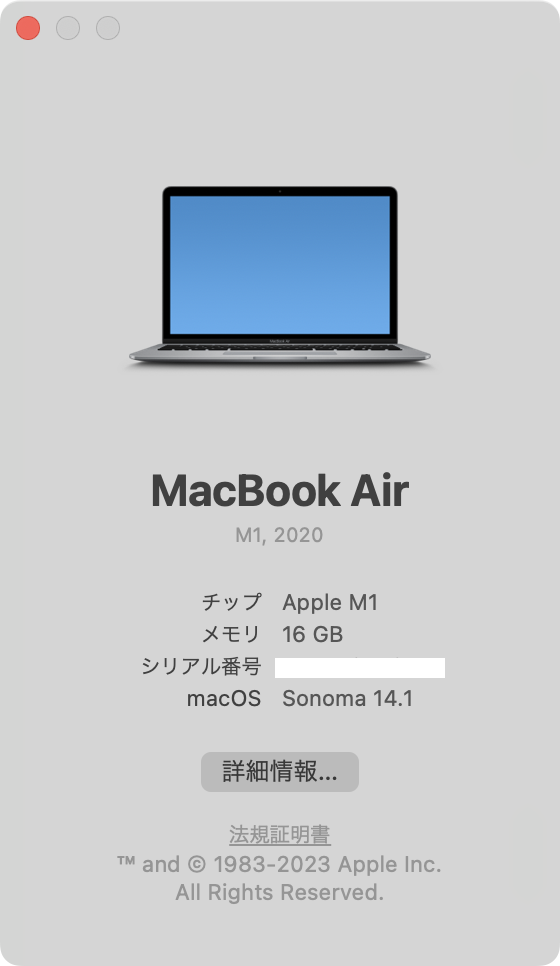 MacBook Air
M1, 2020
チップ Apple M1
メモリ 16 GB
シリアル番号
macOS Sonoma 14.1
詳細情報...
法規証明書
™ and © 1983-2023 Apple Inc.
All Rights Reserved.